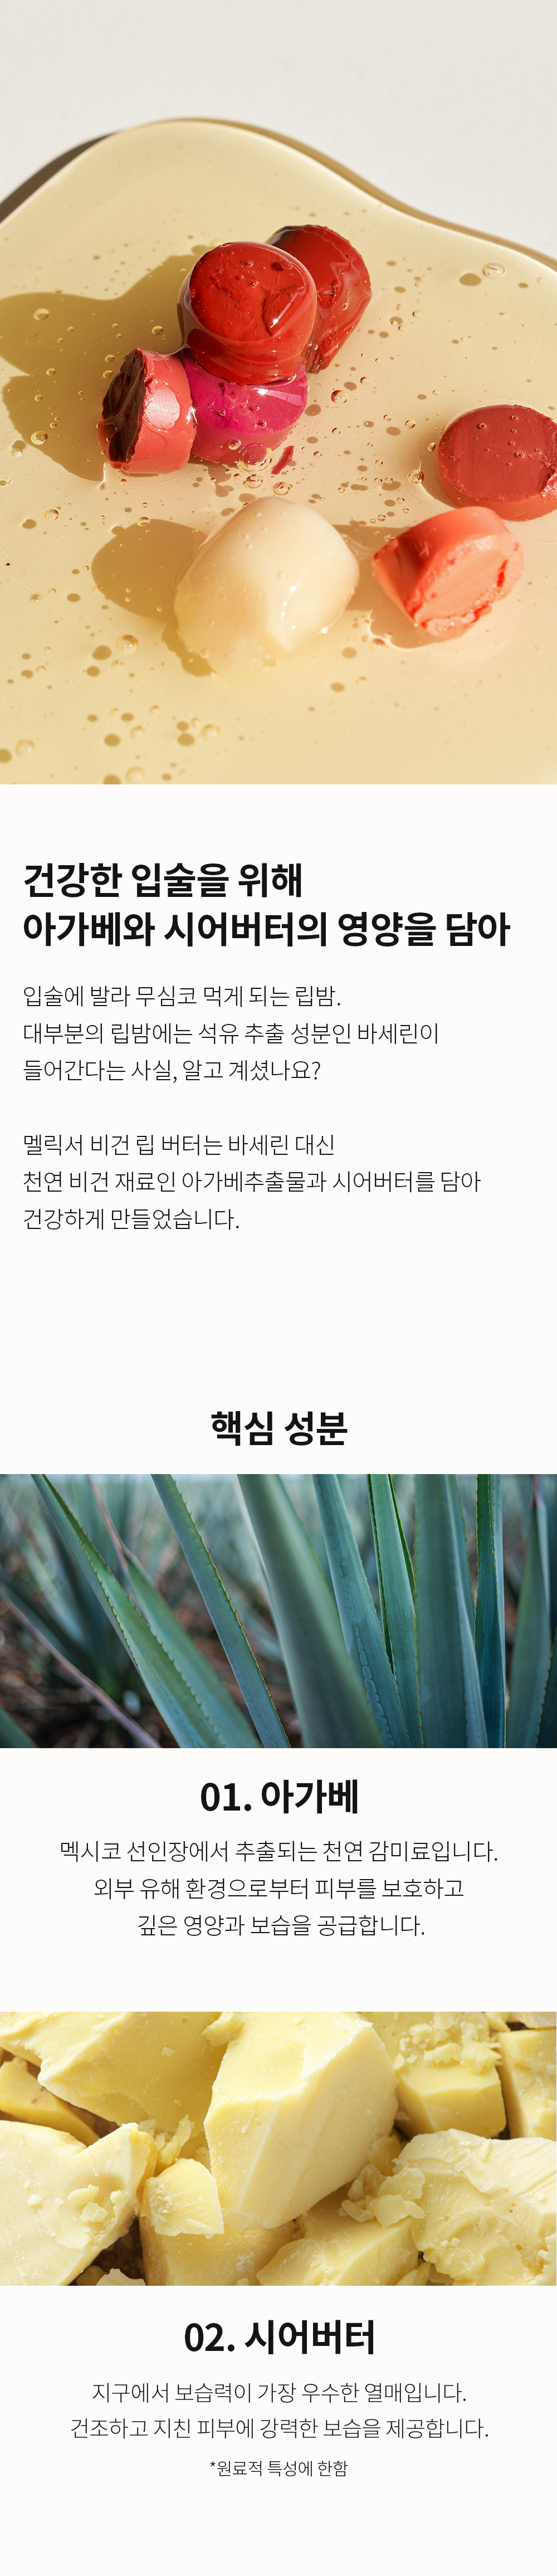 건강한 입술을 위해
아가베와 시어버터의 영양을 담아
입술에 발라 무심코 먹게 되는 립밤.
대부분의 립밤에는 석유 추출 성분인 바세린이
들어간다는 사실, 알고 계셨나요?
멜릭서 비건 립 버터는 바세린 대신
천연 비건 재료인 아가베추출물과 시어버터를 담아
건강하게 만들었습니다.
핵심 성분
01. 아가베
멕시코 선인장에서 추출되는 천연 감미료입니다.
외부 유해 환경으로부터 피부를 보호하고
깊은 영양과 보습을 공급합니다.
02. 시어버터
지구에서 보습력이 가장 우수한 열매입니다.
건조하고 지친 피부에 강력한 보습을 제공합니다.
*원료적 특성에 한함